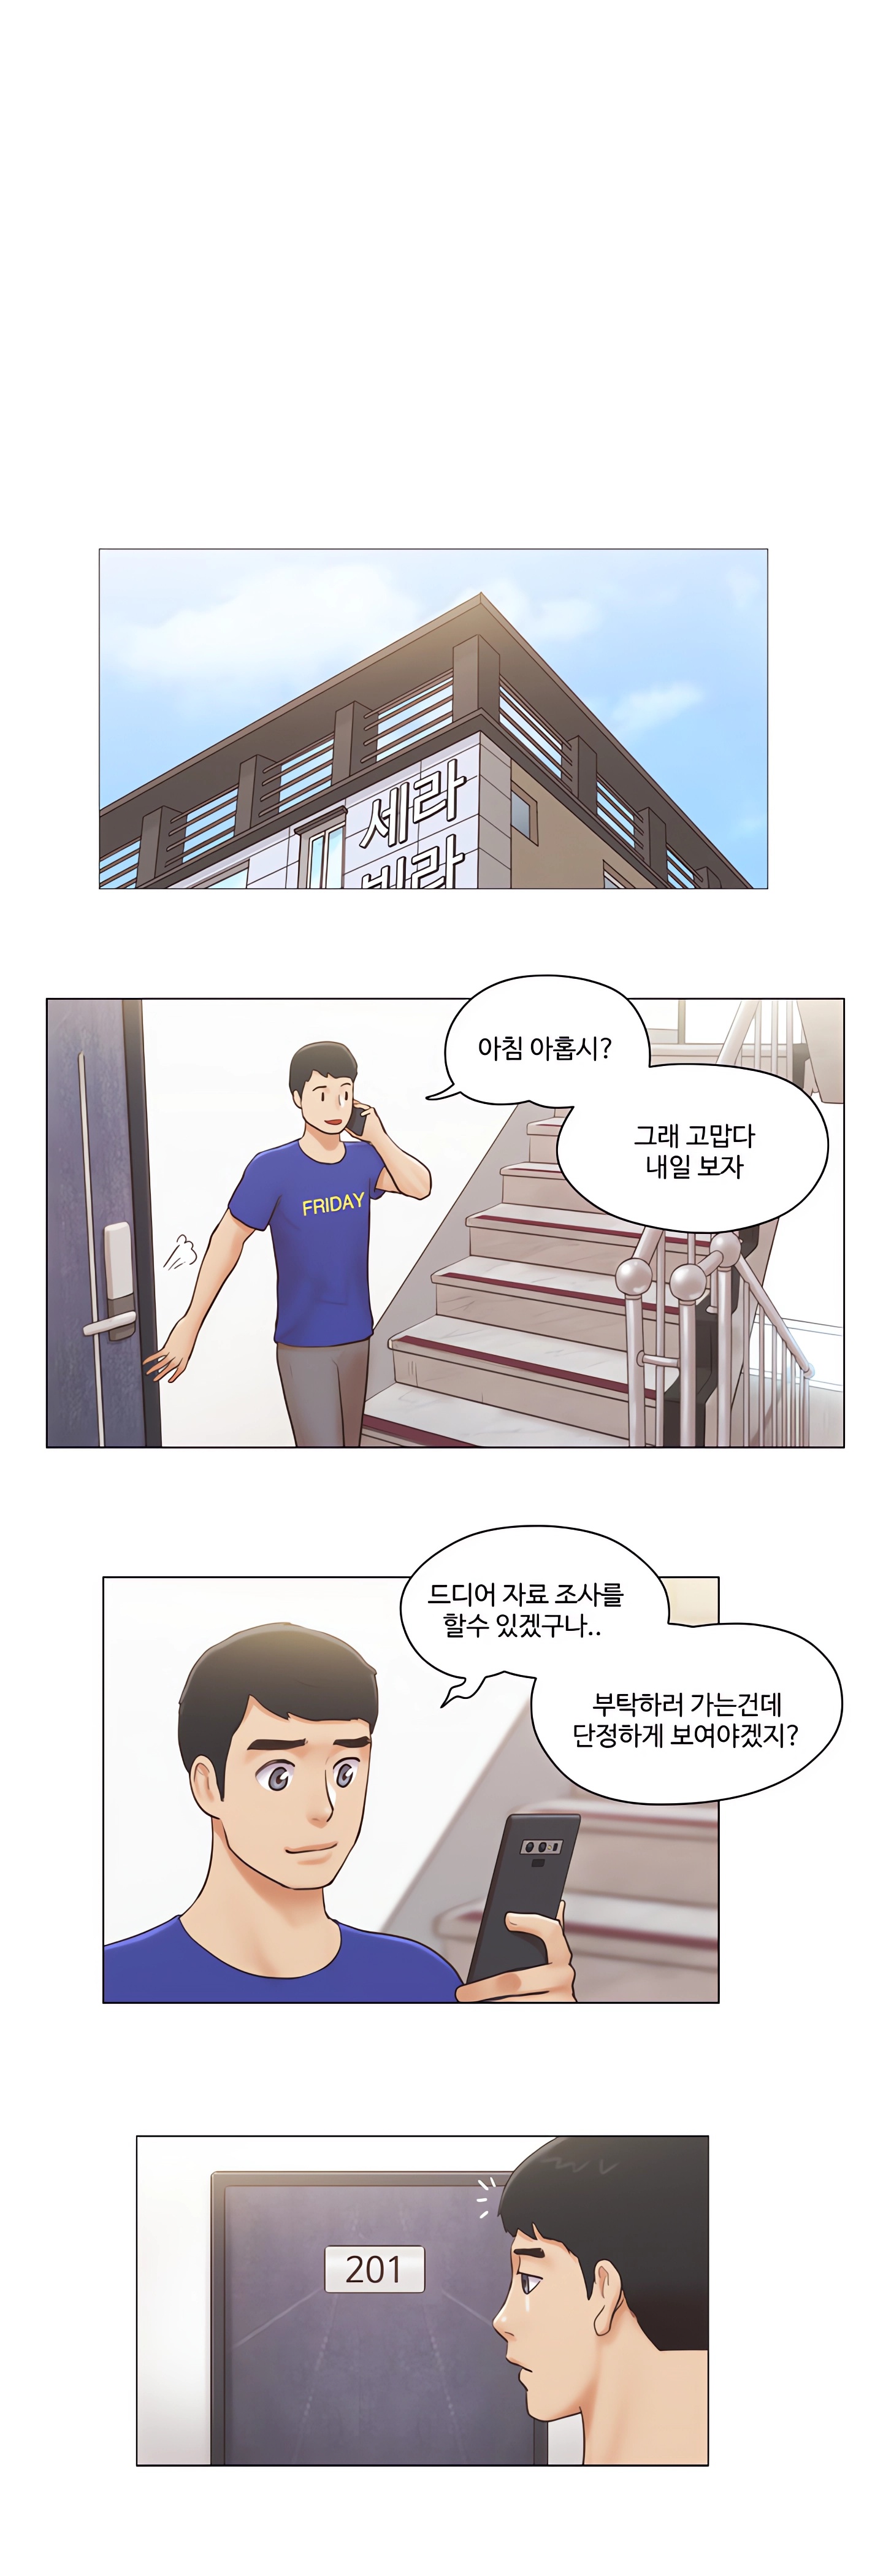 세라
빌라
아침 아홉시?
그래 고맙다
내일 보자
FRIDAY
드디어 자료 조사를
할수 있겠구나..
부탁하러 가는건데
단정하게 보여야겠지?
201